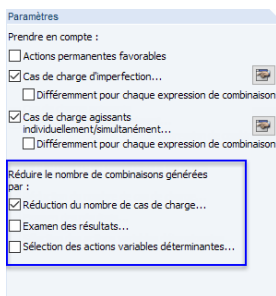 Paramètres
Prendre en compte :
Actions permanentes favorables
Cas de charge d'imperfection...
Différemment pour chaque expression de combinaison
Cas de charge agissants
individuellement/simultanément...
Différemment pour chaque expression de combinaison
Réduire le nombre de combinaisons générées
par :
Réduction du nombre de cas de charge...
Examen des résultats...
Sélection des actions variables déterminantes...